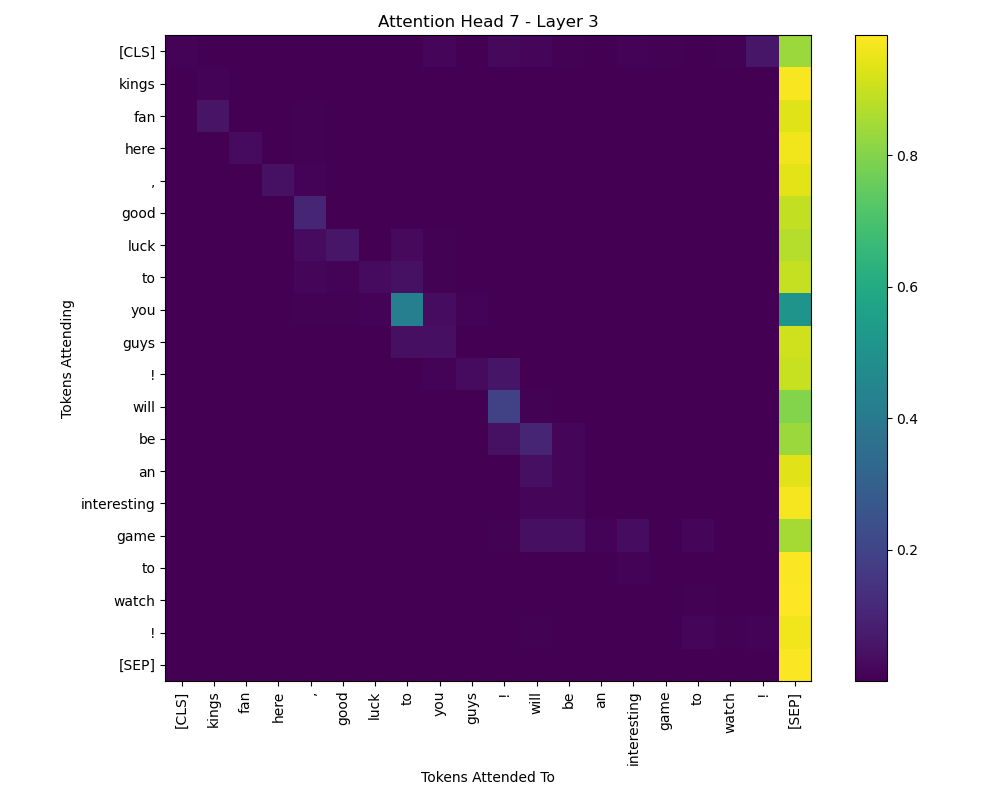 Attention Head 7 - Layer 3
Tokens Attending
[CLS]
kings
fan
here
,
good
luck
to
you
guys
!
will
be
an
interesting
game
to
watch
!
[SEP]
[CLS]
kings
fan
here
,
good
luck
to
you
guys
!
will
be
an
interesting
game
to
watch
!
[SEP]
Tokens Attended To
0.8
0.6
0.4
0.2